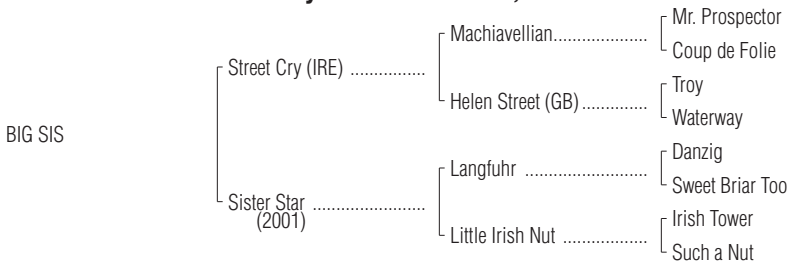 Mr. Prospector
Machiavellian....................
Coup de Folie
Street Cry (IRE) ................
Troy
Helen Street (GB)..............
Waterway
BIG SIS
Danzig
Langfuhr ..........................
Sweet Briar Too
Sister Star ........................
(2001)
Irish Tower
Little Irish Nut ..................
Such a Nut